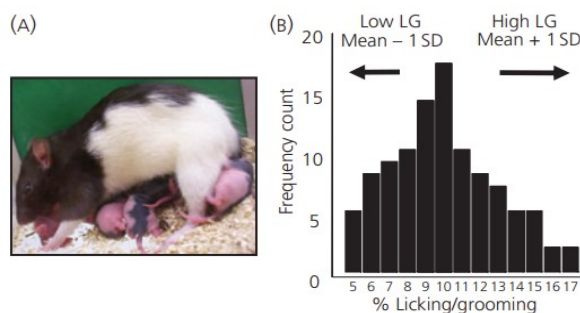 (A)
(B)
Low LG
Mean – 1 SD
High LG
Mean + 1 SD
Frequency count
20
15
10
5
0
5 6 7 8 9 10 11 12 13 14 15 16 17
% Licking/grooming